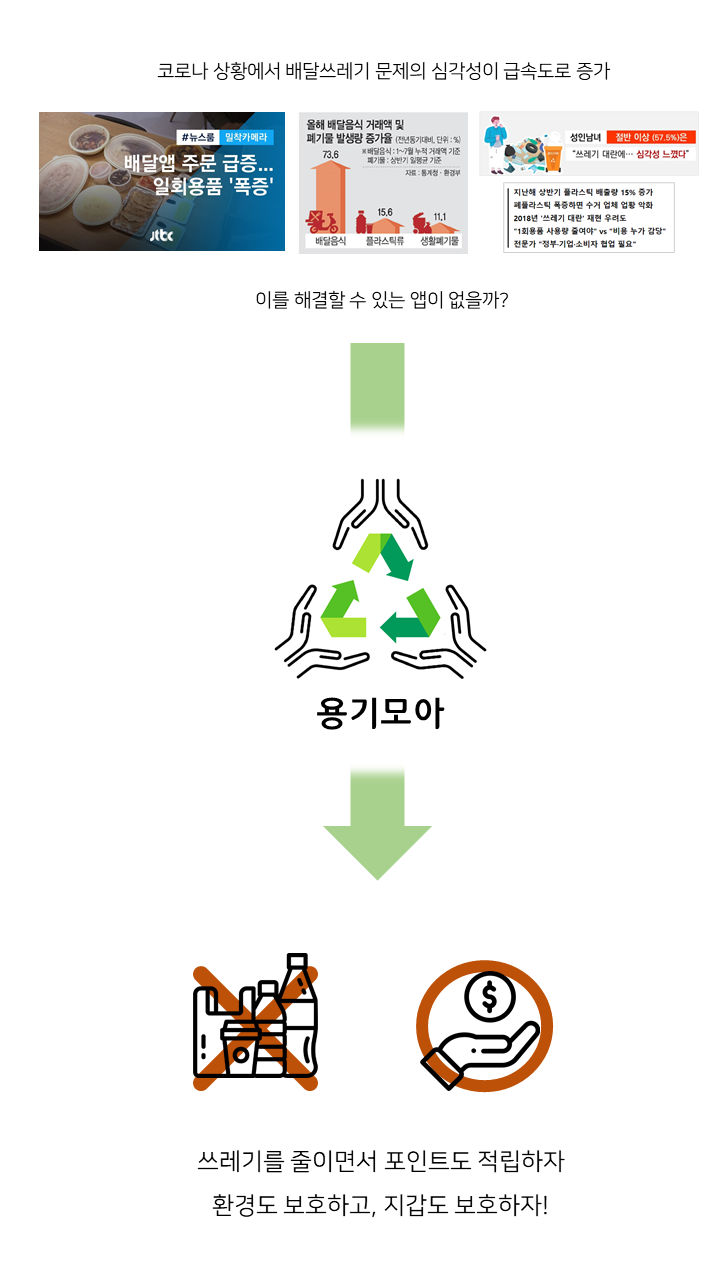 코로나 상황에서 배달쓰레기 문제의 심각성이 급속도로 증가
#뉴스룸 밀착카메라
배달앱 주문 급증...
일회용품 '폭증'
jtbc
올해 배달음식 거래액 및
폐기물 발생량 증가율 (전년동기대비, 단위 : %)
※ 배달음식 : 1~7월 누적 거래액 기준
폐기물 : 상반기 일평균 기준
자료 : 통계청 · 환경부
73.6
15.6
11.1
배달음식 플라스틱류 생활폐기물
성인남녀 절반 이상 (57.5%)은
"쓰레기 대란에… 심각성 느꼈다"
지난해 상반기 플라스틱 배출량 15% 증가
폐플라스틱 폭증하면 수거 업체 업황 악화
2018년 '쓰레기 대란' 재현 우려도
"1회용품 사용량 줄여야" vs "비용 누가 감당"
전문가 "정부·기업·소비자 협업 필요"
이를 해결할 수 있는 앱이 없을까?
용기모아
$
쓰레기를 줄이면서 포인트도 적립하자
환경도 보호하고, 지갑도 보호하자!